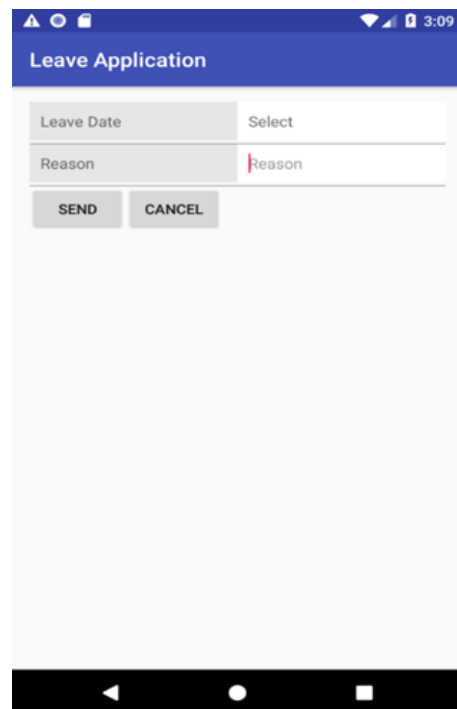 3:09
Leave Application
Leave Date Select
Reason Reason
SEND CANCEL